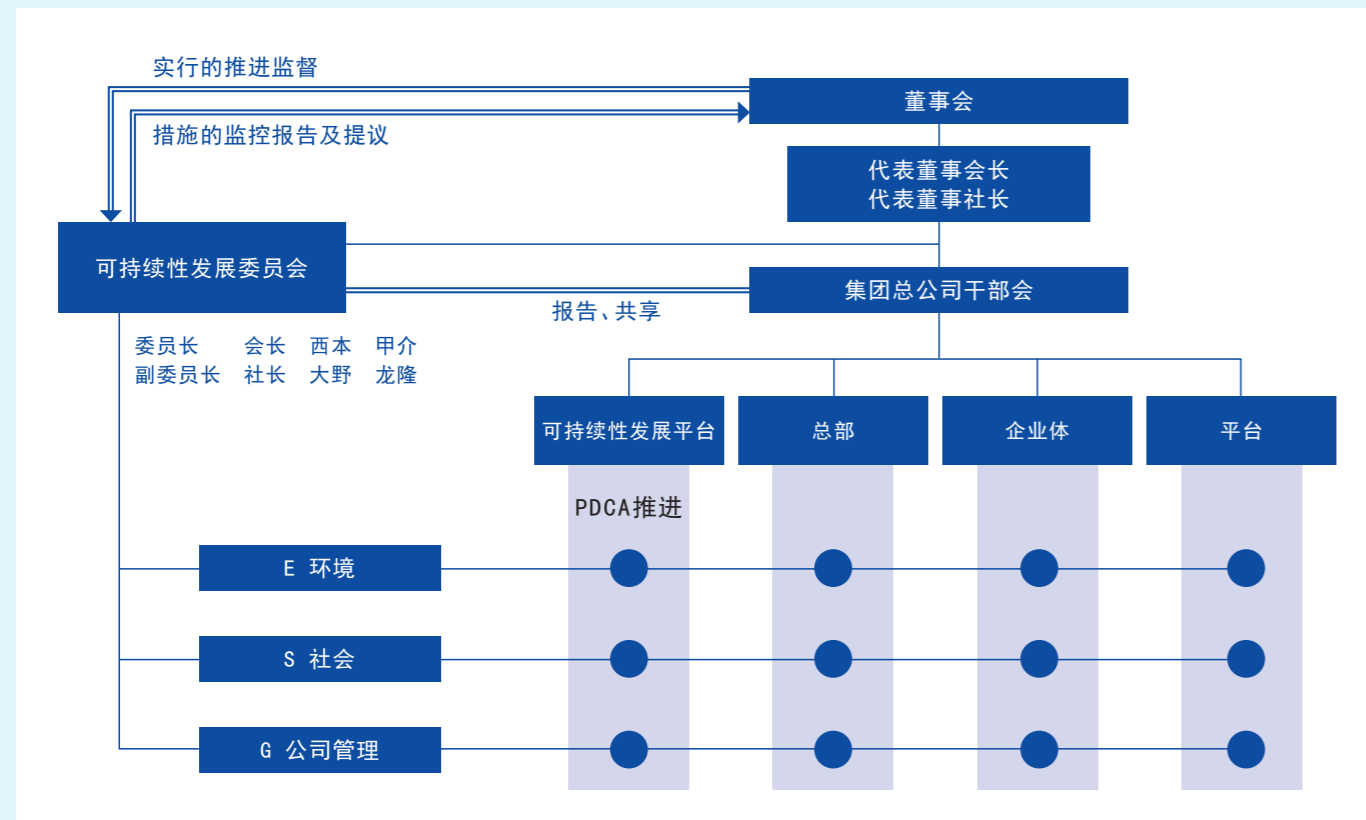 实行的推进监督
董事会
措施的监控报告及提议
代表董事会长
代表董事社长
可持续性发展委员会
集团总公司干部会
报告、共享
委员长 会长 西本 甲介
副委员长 社长 大野 龙隆
可持续性发展平台 总部 企业体 平台
PDCA推进
E 环境
S 社会
G 公司管理